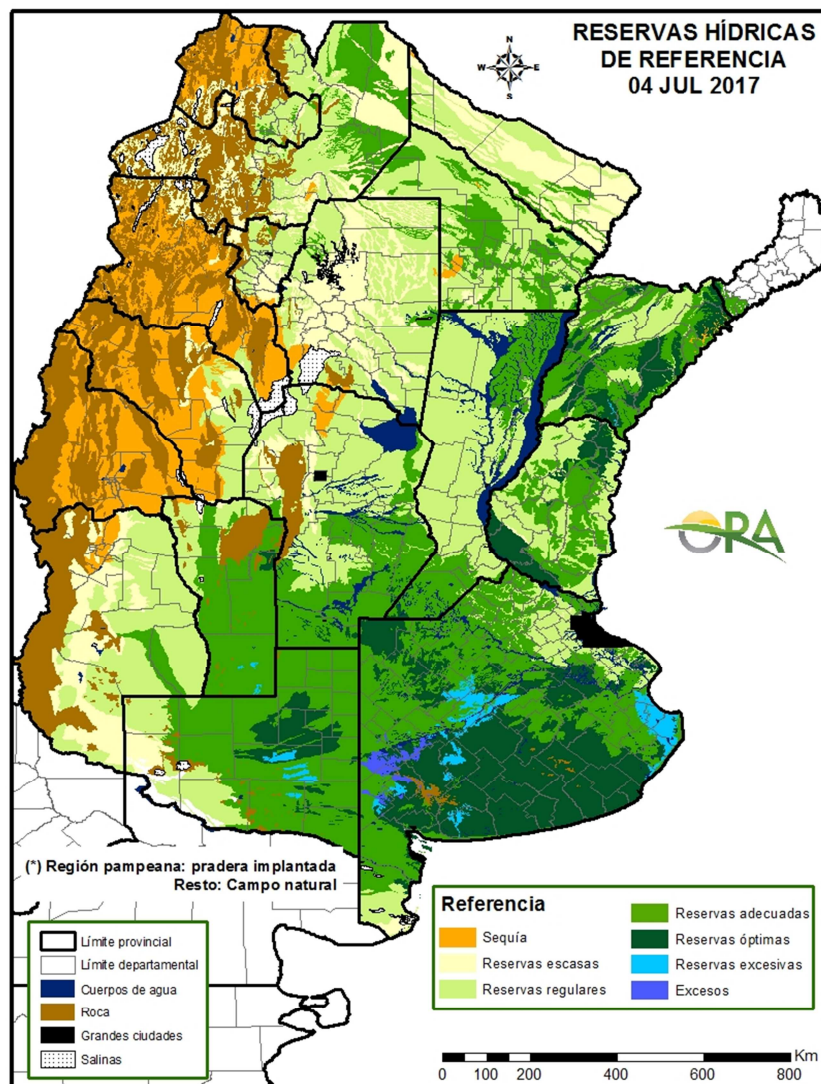 RESERVAS HÍDRICAS
DE REFERENCIA
04 JUL 2017
N
W
E
S
ORA
(*) Región pampeana: pradera implantada
Resto: Campo natural
Límite provincial
Límite departamental
Cuerpos de agua
Roca
Grandes ciudades
Salinas
Referencia
Sequía
Reservas escasas
Reservas regulares
Reservas adecuadas
Reservas óptimas
Reservas excesivas
Excesos
0 100 200 400 600 800 Km